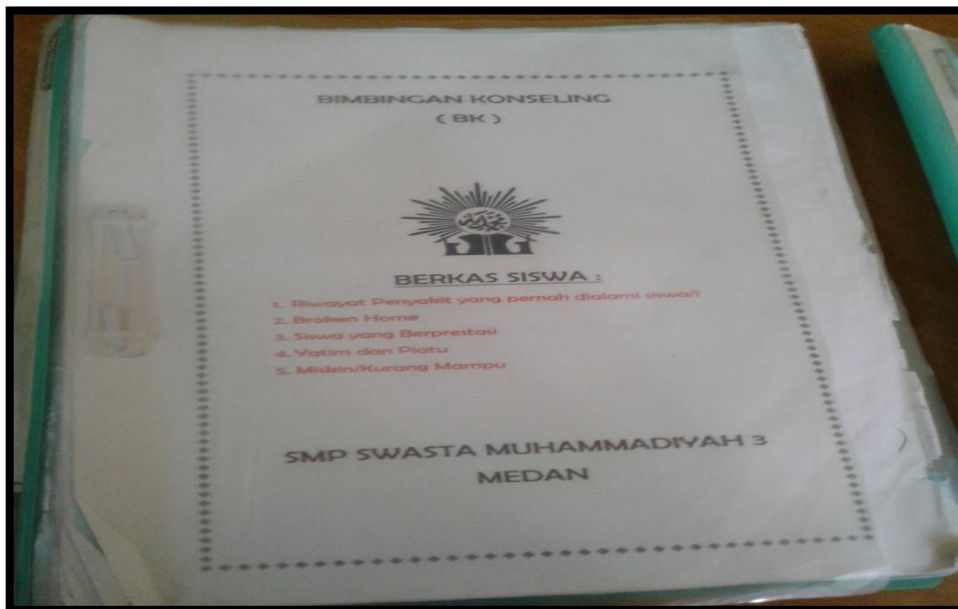 BIMBINGAN KONSELING
( BK )
BERKAS SISWA :
1. Riwayat Penyakit yang pernah dialami siswa/i
2. Broken Home
3. Siswa yang Berprestasi
4. Yatim dan Piatu
5. Miskin/Kurang Mampu
SMP SWASTA MUHAMMADIYAH 3
MEDAN